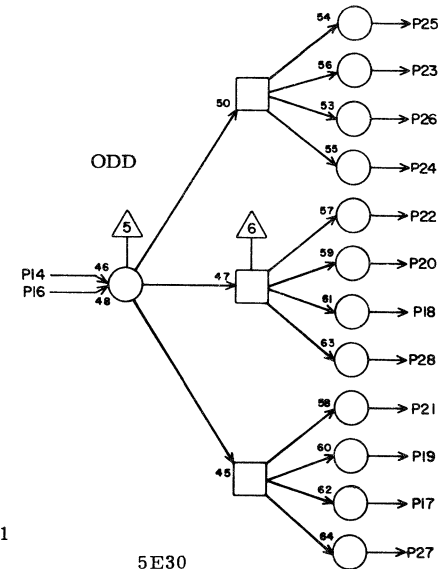 54 P25
56 P23
50 53 P26
55 P24
ODD
5 6 57 P22
P14 46 47 59 P20
P16 48 61 P18
63 P28
58 P21
60 P19
45 62 P17
64 P27
1
5E30